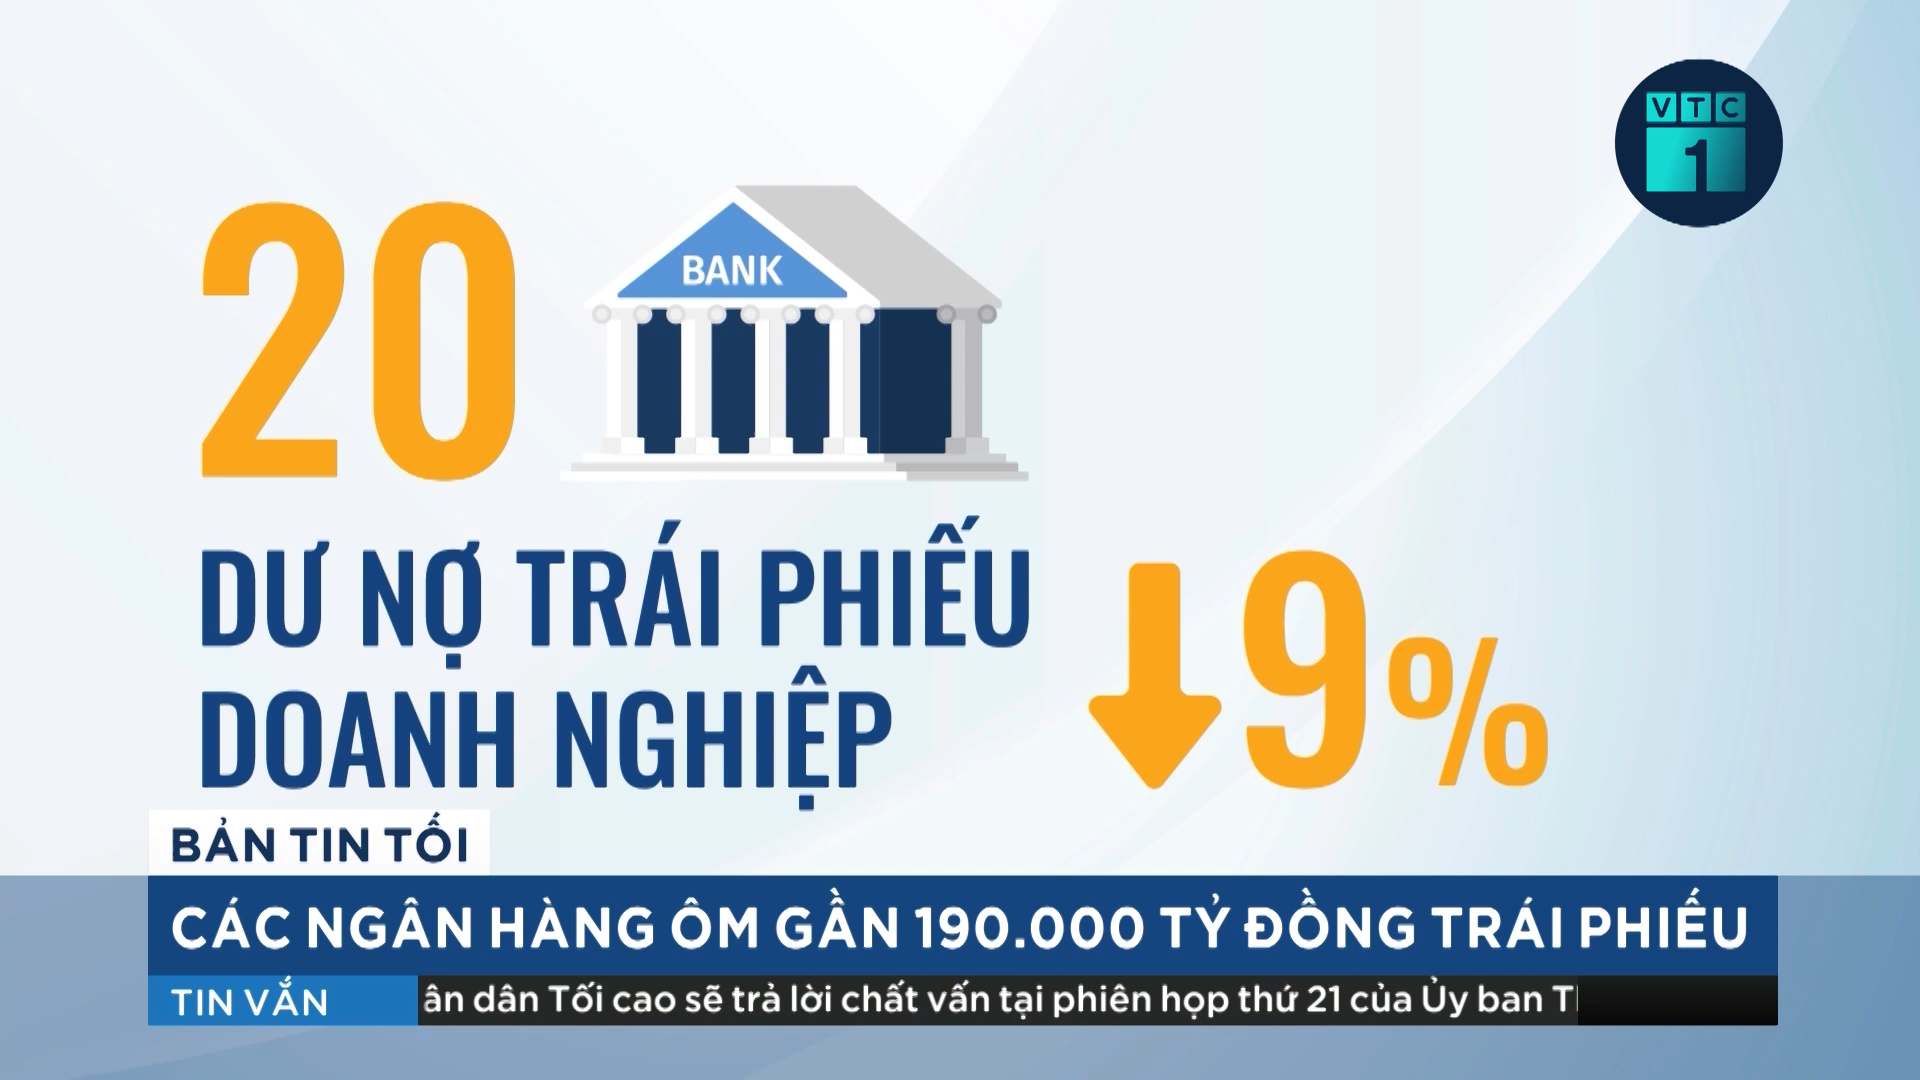 VTC
1
20
BANK
DƯ NỢ TRÁI PHIẾU
DOANH NGHIỆP
9%
BẢN TIN TỐI
CÁC NGÂN HÀNG ÔM GẦN 190.000 TỶ ĐỒNG TRÁI PHIẾU
TIN VẮN
ân dân Tối cao sẽ trả lời chất vấn tại phiên họp thứ 21 của Ủy ban T